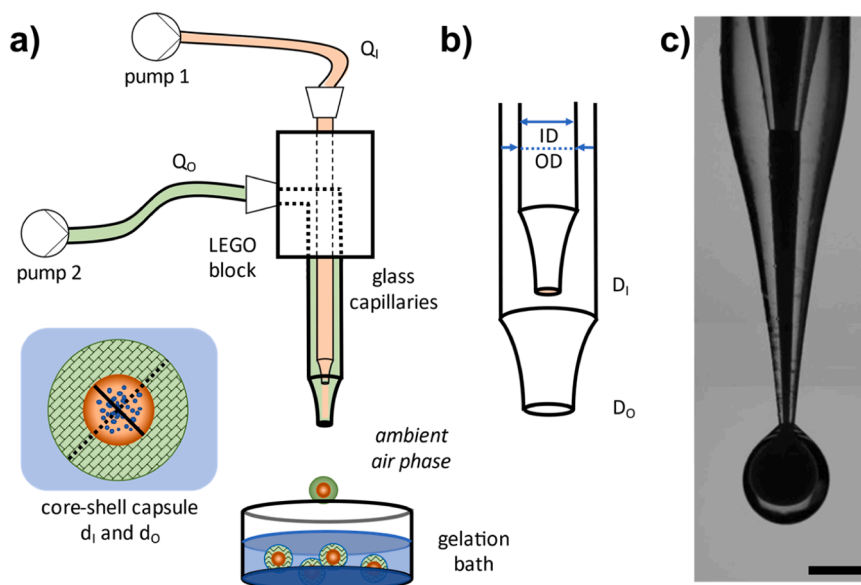 a)
pump 1
Q_I
Q_O
pump 2
LEGO
block
glass
capillaries
ambient
air phase
core-shell capsule
d_I and d_O
gelation
bath
b)
ID
OD
D_I
D_O
c)